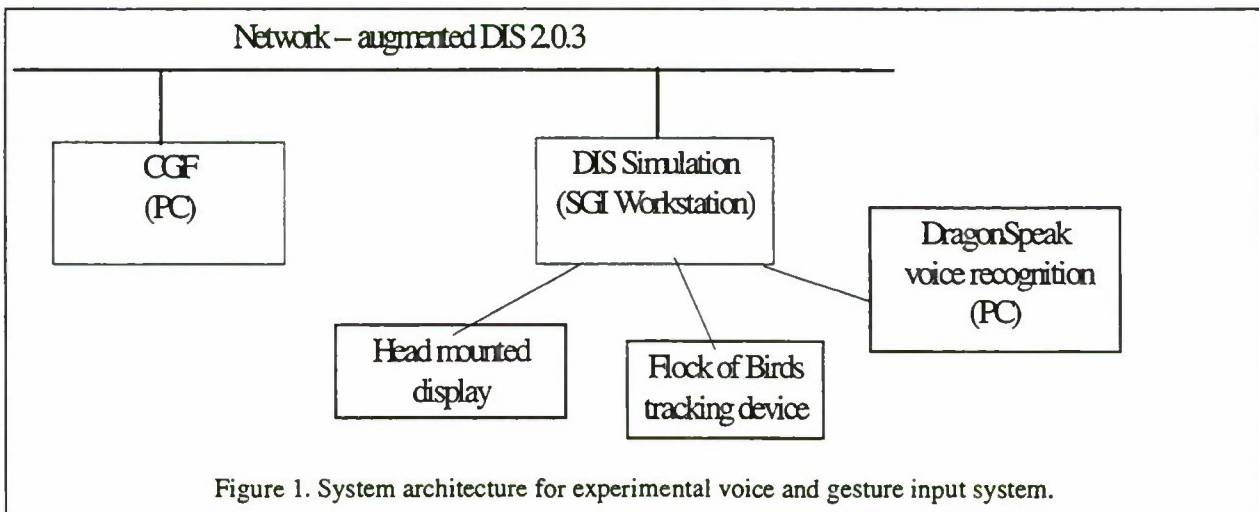 Network – augmented DIS 2.0.3
CGF
(PC)
DIS Simulation
(SGI Workstation)
DragonSpeak
voice recognition
(PC)
Head mounted
display
Flock of Birds
tracking device
Figure 1. System architecture for experimental voice and gesture input system.